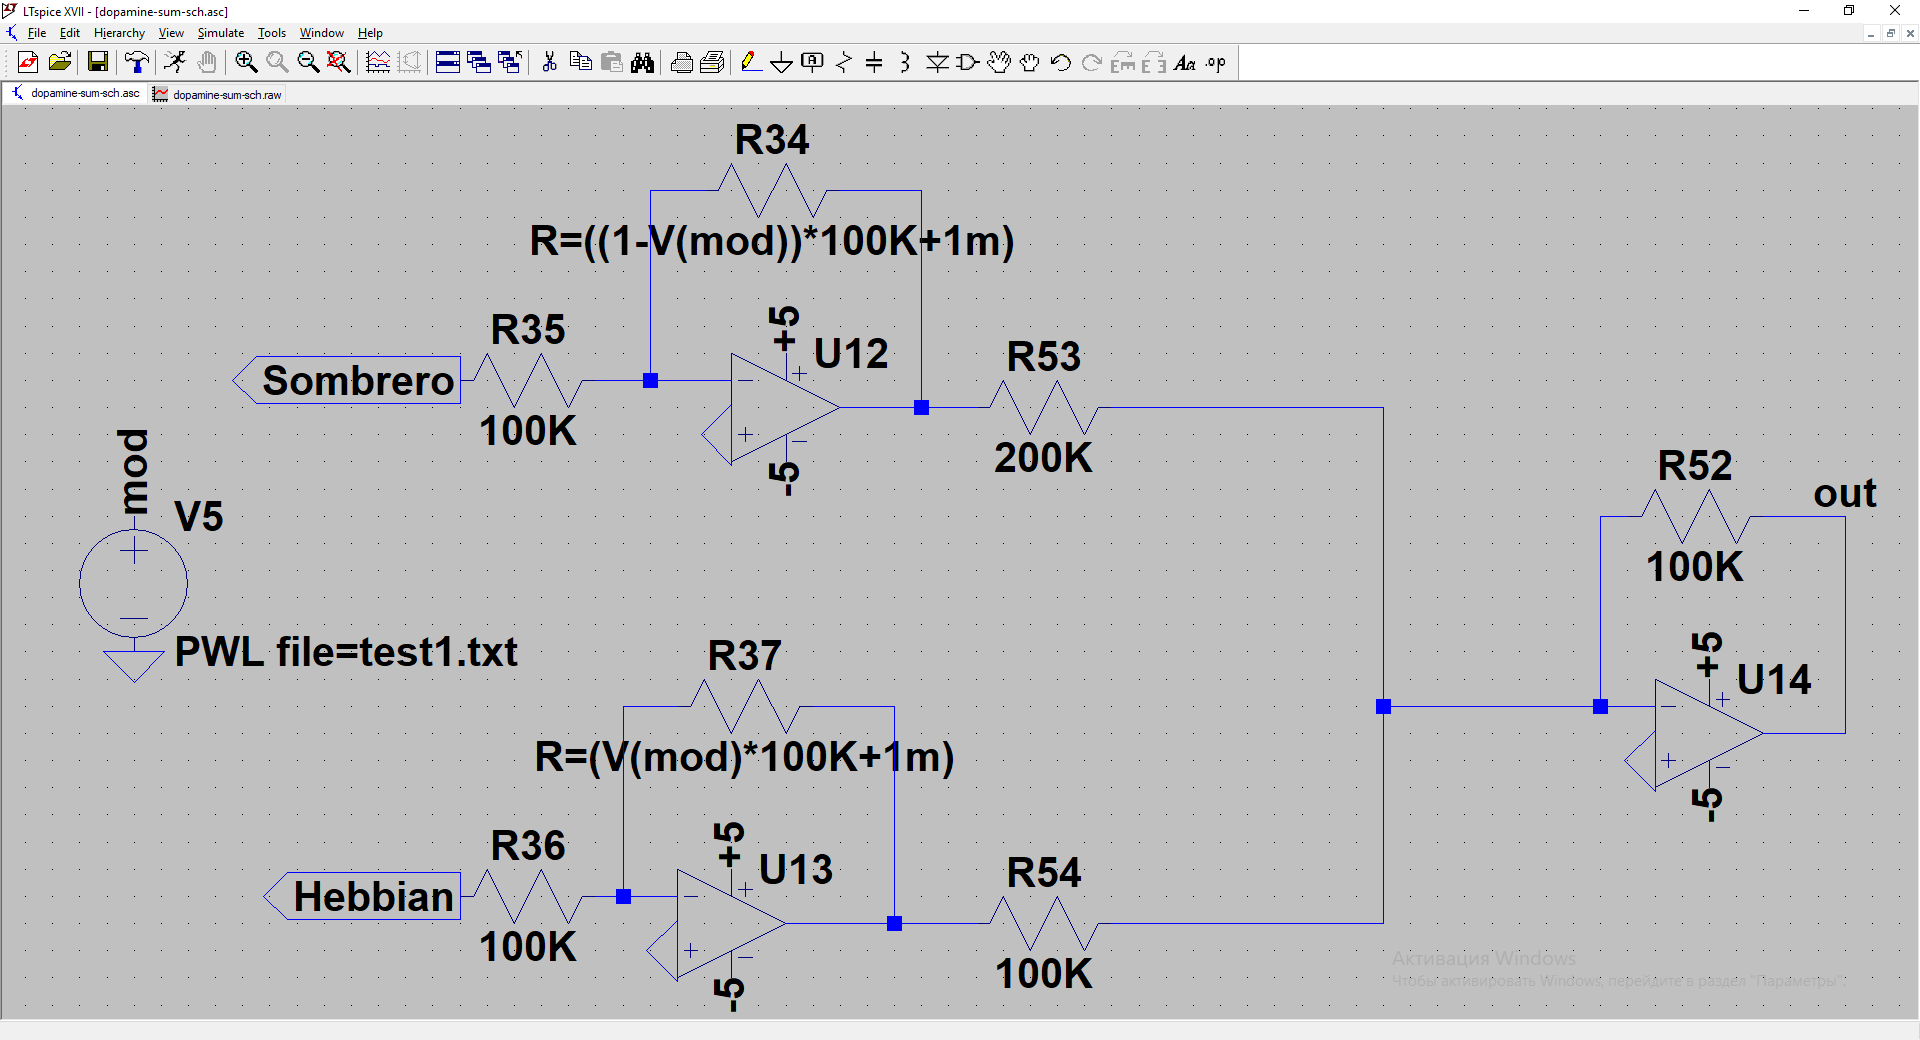 LTspice XVII - [dopamine-sum-sch.asc]
File Edit Hierarchy View Simulate Tools Window Help
dopamine-sum-sch.asc dopamine-sum-sch.raw
R34
R=((1-V(mod))*100K+1m)
Sombrero
R35
100K
+5
U12
-5
R53
200K
mod
V5
PWL file=test1.txt
R52
100K
out
+5
U14
-5
R37
R=(V(mod)*100K+1m)
Hebbian
R36
100K
+5
U13
-5
R54
100K
Активация Windows
Чтобы активировать Windows, перейдите в раздел "Параметры".